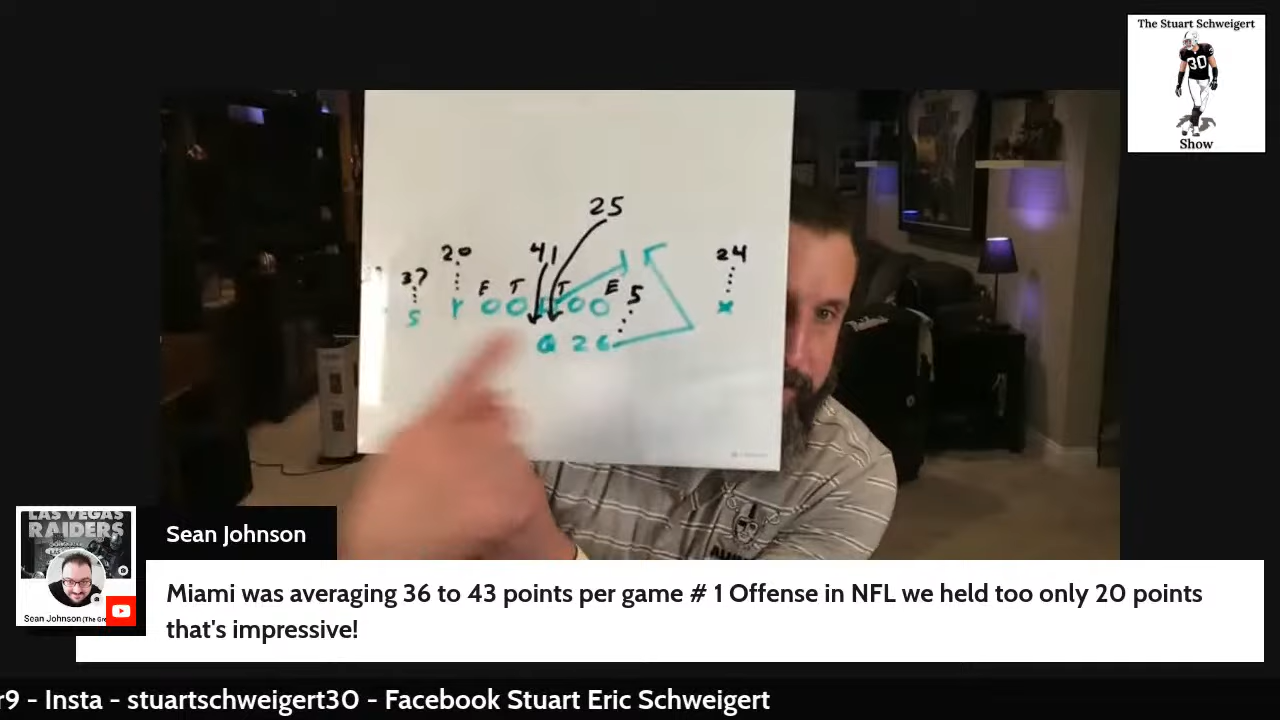 The Stuart Schweigert
30
Show
25
20
41
24
37
E
T
T
E
5
S
Y
X
Q 26
LAS VEGAS
RAIDERS
Sean Johnson
Miami was averaging 36 to 43 points per game # 1 Offense in NFL we held too only 20 points
that's impressive!
r9 - Insta - stuartschweigert30 - Facebook Stuart Eric Schweigert